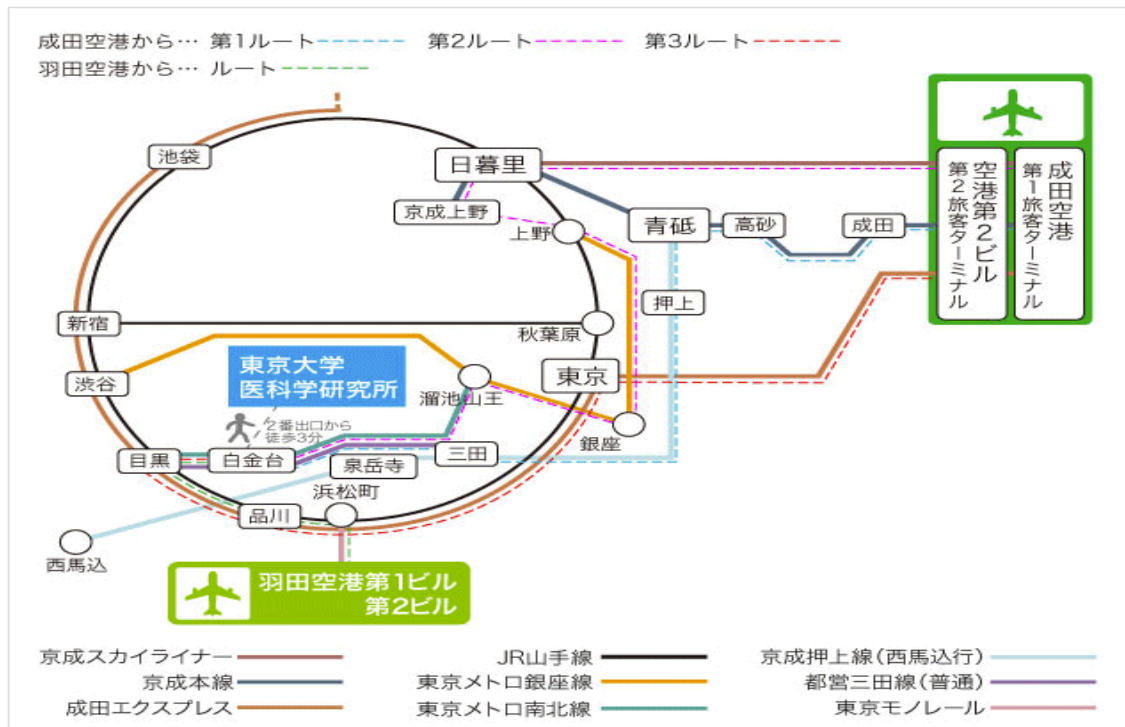 成田空港から… 第1ルート 第2ルート 第3ルート
羽田空港から… ルート
池袋
日暮里
京成上野
上野
青砥
高砂
成田
空港第2ビル
第2旅客ターミナル
成田空港
第1旅客ターミナル
押上
新宿
秋葉原
渋谷
東京大学
医科学研究所
溜池山王
東京
銀座
2番出口から
徒歩3分
目黒
白金台
三田
泉岳寺
浜松町
品川
西馬込
羽田空港第1ビル
第2ビル
京成スカイライナー
JR山手線
京成押上線(西馬込行)
京成本線
東京メトロ銀座線
都営三田線(普通)
成田エクスプレス
東京メトロ南北線
東京モノレール